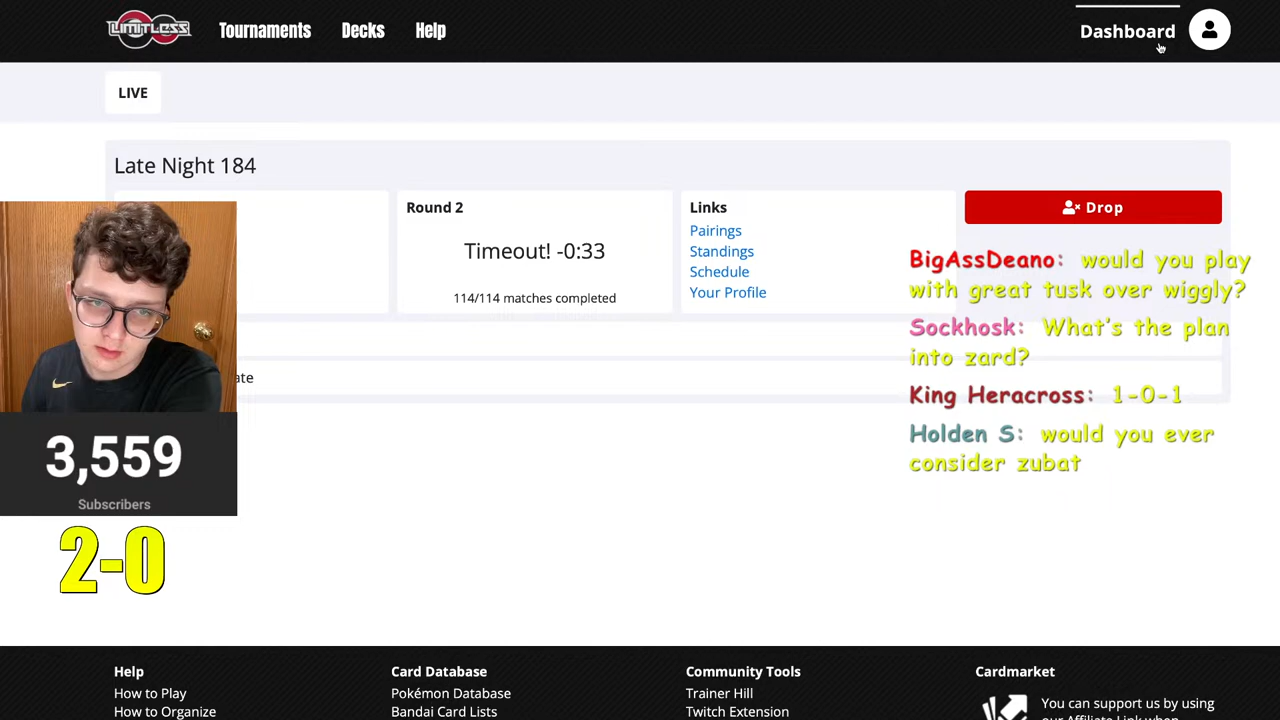 LIMITLESS
Tournaments
Decks
Help
Dashboard
LIVE
Late Night 184
Round 2
Timeout! -0:33
114/114 matches completed
Links
Pairings
Standings
Schedule
Your Profile
Drop
ate
BigAssDeano: would you play
with great tusk over wiggly?
Sockhosk: What's the plan
into zard?
King Heracross: 1-0-1
Holden S: would you ever
consider zubat
3,559
Subscribers
2-0
Help
How to Play
How to Organize
Card Database
Pokémon Database
Bandai Card Lists
Community Tools
Trainer Hill
Twitch Extension
Cardmarket
You can support us by using
our Affiliate Link when